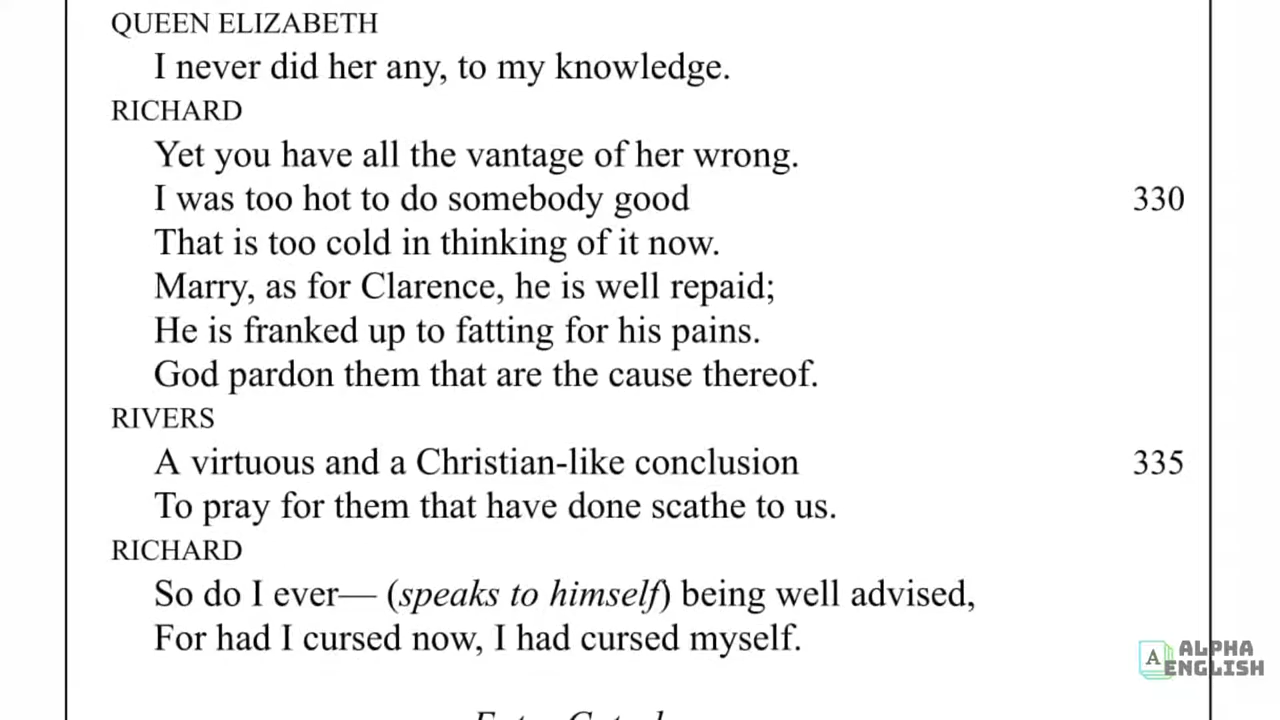 QUEEN ELIZABETH
I never did her any, to my knowledge.
RICHARD
Yet you have all the vantage of her wrong.
I was too hot to do somebody good 330
That is too cold in thinking of it now.
Marry, as for Clarence, he is well repaid;
He is franked up to fatting for his pains.
God pardon them that are the cause thereof.
RIVERS
A virtuous and a Christian-like conclusion 335
To pray for them that have done scathe to us.
RICHARD
So do I ever— (speaks to himself) being well advised,
For had I cursed now, I had cursed myself.
A ALPHA
ENGLISH